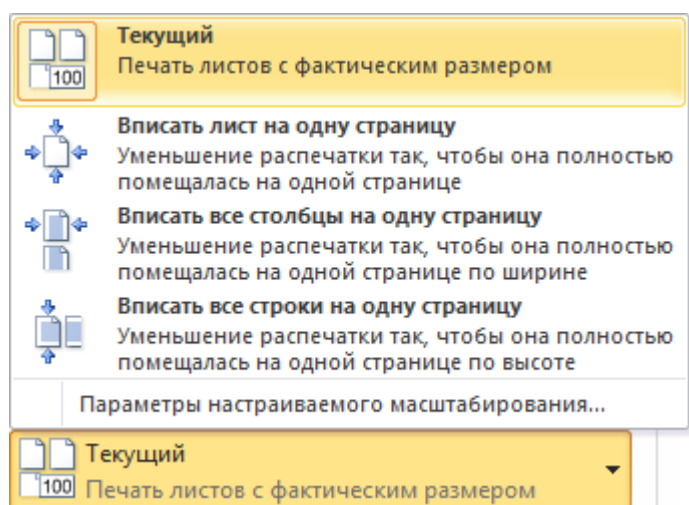 Текущий
Печать листов с фактическим размером
100
Вписать лист на одну страницу
Уменьшение распечатки так, чтобы она полностью
помещалась на одной странице
Вписать все столбцы на одну страницу
Уменьшение распечатки так, чтобы она полностью
помещалась на одной странице по ширине
Вписать все строки на одну страницу
Уменьшение распечатки так, чтобы она полностью
помещалась на одной странице по высоте
Параметры настраиваемого масштабирования...
Текущий
100 Печать листов с фактическим размером